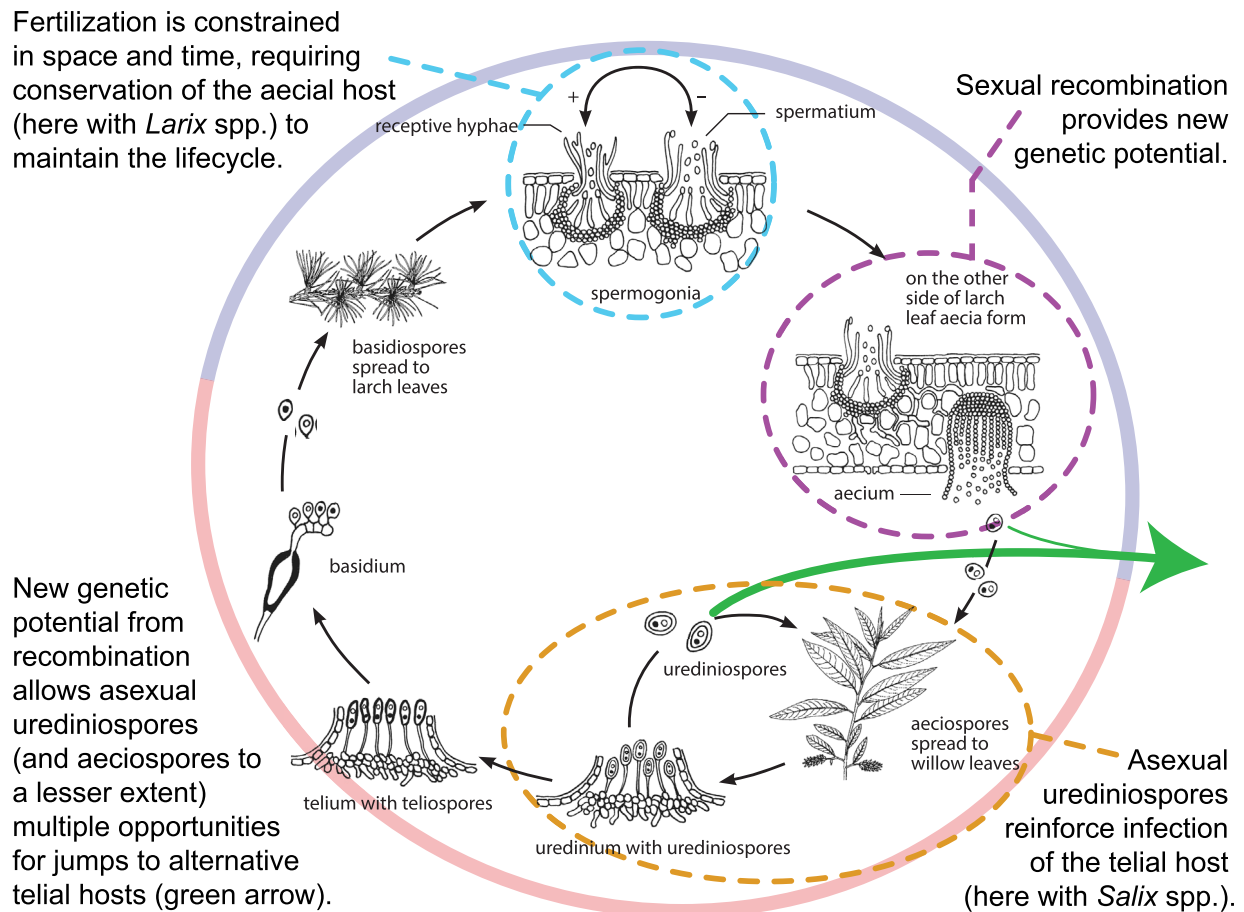 Fertilization is constrained
in space and time, requiring
conservation of the aecial host
(here with Larix spp.) to
maintain the lifecycle.
Sexual recombination
provides new
genetic potential.
+
–
receptive hyphae
spermatium
spermogonia
on the other
side of larch
leaf aecia form
aecium
basidiospores
spread to
larch leaves
basidium
urediniospores
aeciospores
spread to
willow leaves
telium with teliospores
uredinium with urediniospores
New genetic
potential from
recombination
allows asexual
urediniospores
(and aeciospores to
a lesser extent)
multiple opportunities
for jumps to alternative
telial hosts (green arrow).
Asexual
urediniospores
reinforce infection
of the telial host
(here with Salix spp.).